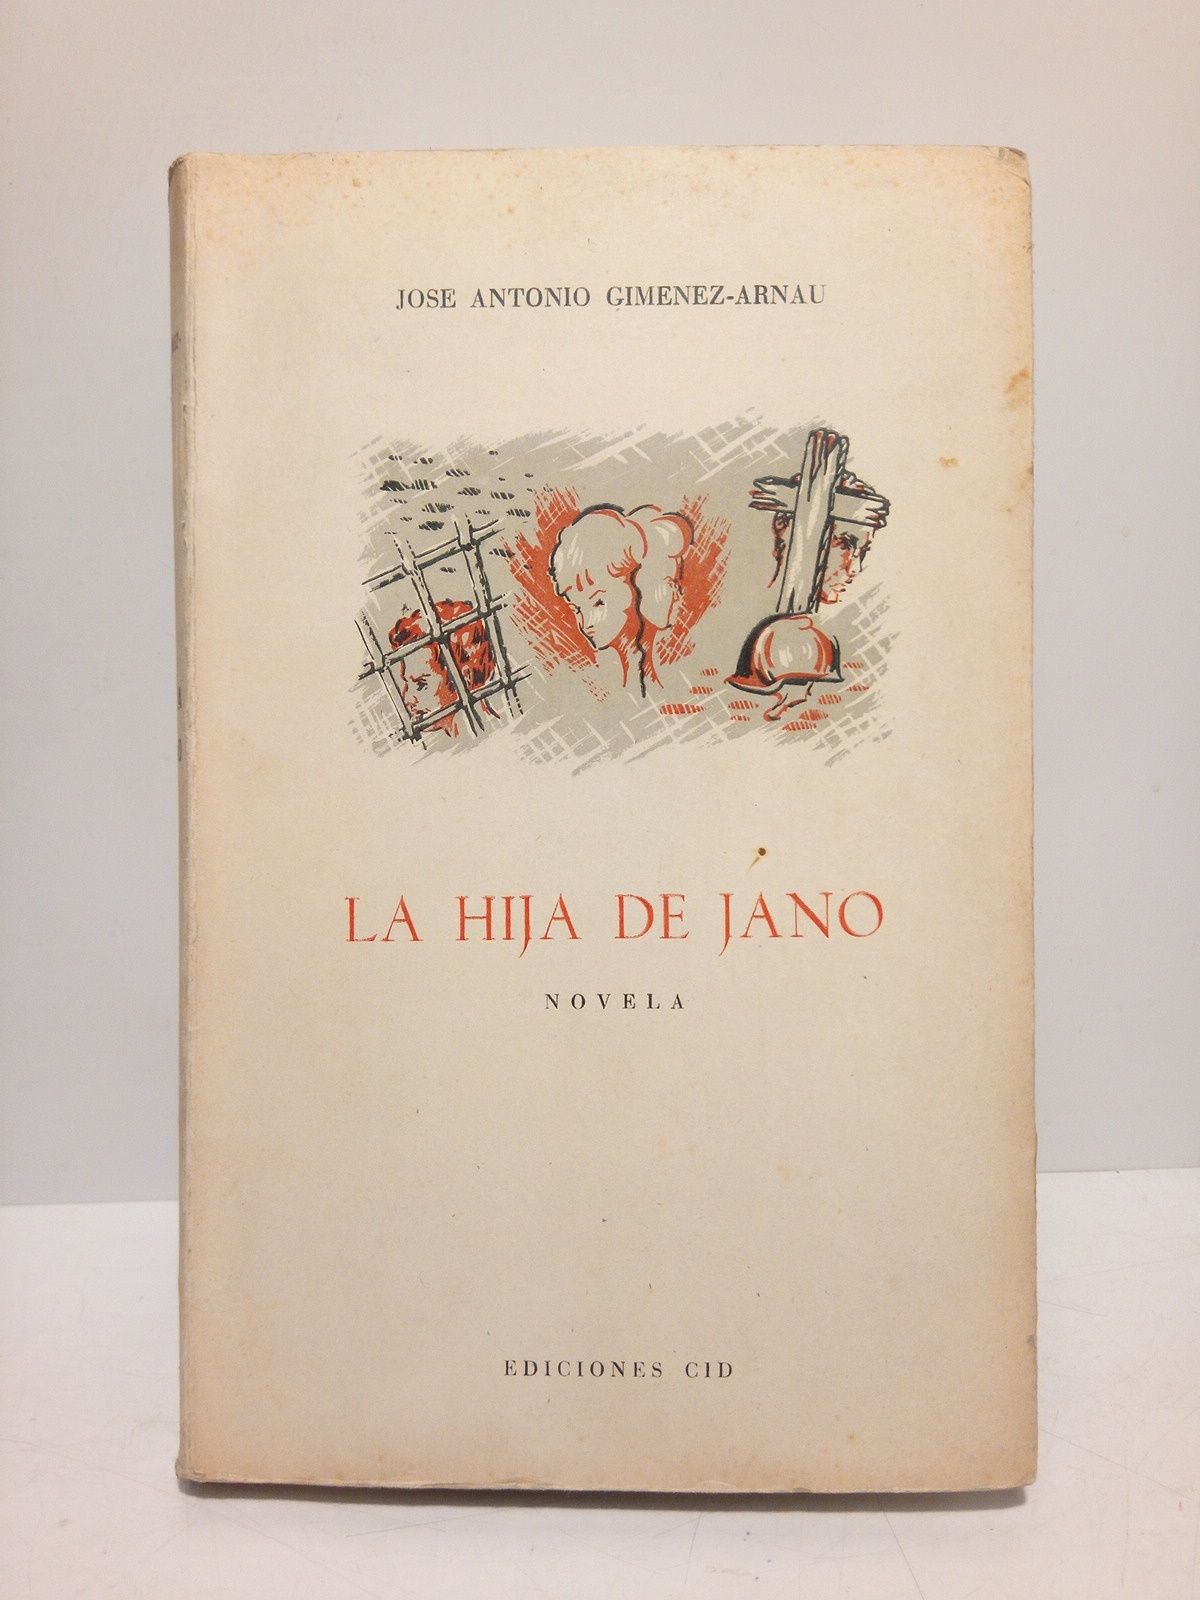 JOSE ANTONIO GIMENEZ-ARNAU
LA HIJA DE JANO
NOVELA
EDICIONES CID